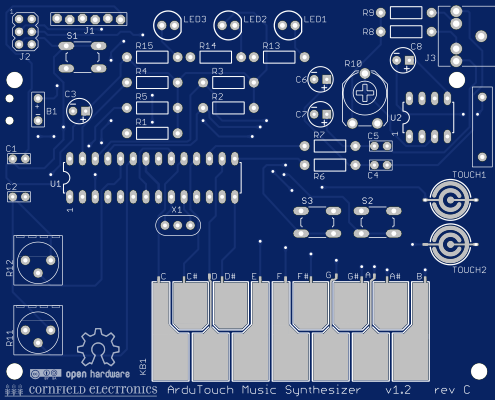 LED3
LED2
LED1
R9
J1
R8
J2
S1
R15
R14
R13
C8
J3
R10
R4
R3
C6
C3
B1
R5
R2
C7
U2
1
R1
C1
R7
C5
U1
R6
C4
TOUCH1
C2
1
X1
S3
S2
TOUCH2
R12
C
C#
D
D#
E
F
F#
G
G#
A
A#
B
R11
KB1
open hardware
CORNFIELD ELECTRONICS
ArduTouch Music Synthesizer v1.2 rev C